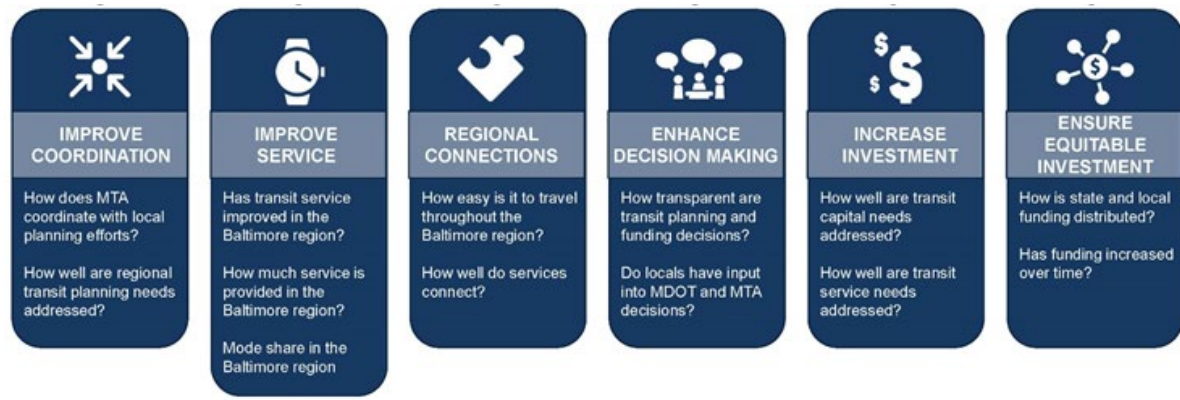 IMPROVE
COORDINATION
How does MTA
coordinate with local
planning efforts?
How well are regional
transit planning needs
addressed?
IMPROVE
SERVICE
Has transit service
improved in the
Baltimore region?
How much service is
provided in the
Baltimore region?
Mode share in the
Baltimore region
REGIONAL
CONNECTIONS
How easy is it to travel
throughout the
Baltimore region?
How well do services
connect?
ENHANCE
DECISION MAKING
How transparent are
transit planning and
funding decisions?
Do locals have input
into MDOT and MTA
decisions?
$
$
$
INCREASE
INVESTMENT
How well are transit
capital needs
addressed?
How well are transit
service needs
addressed?
$
ENSURE
EQUITABLE
INVESTMENT
How is state and local
funding distributed?
Has funding increased
over time?